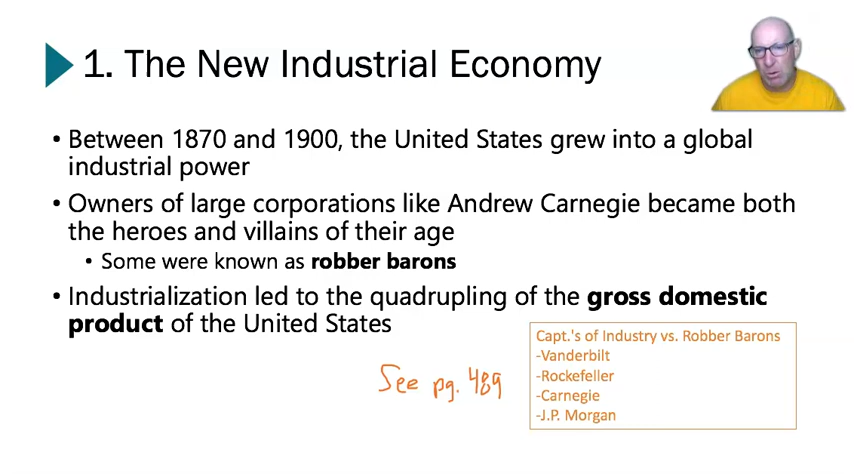 1. The New Industrial Economy
• Between 1870 and 1900, the United States grew into a global
industrial power
• Owners of large corporations like Andrew Carnegie became both
the heroes and villains of their age
• Some were known as robber barons
• Industrialization led to the quadrupling of the gross domestic
product of the United States
Capt.'s of Industry vs. Robber Barons
-Vanderbilt
-Rockefeller
-Carnegie
-J.P. Morgan
See pg. 489